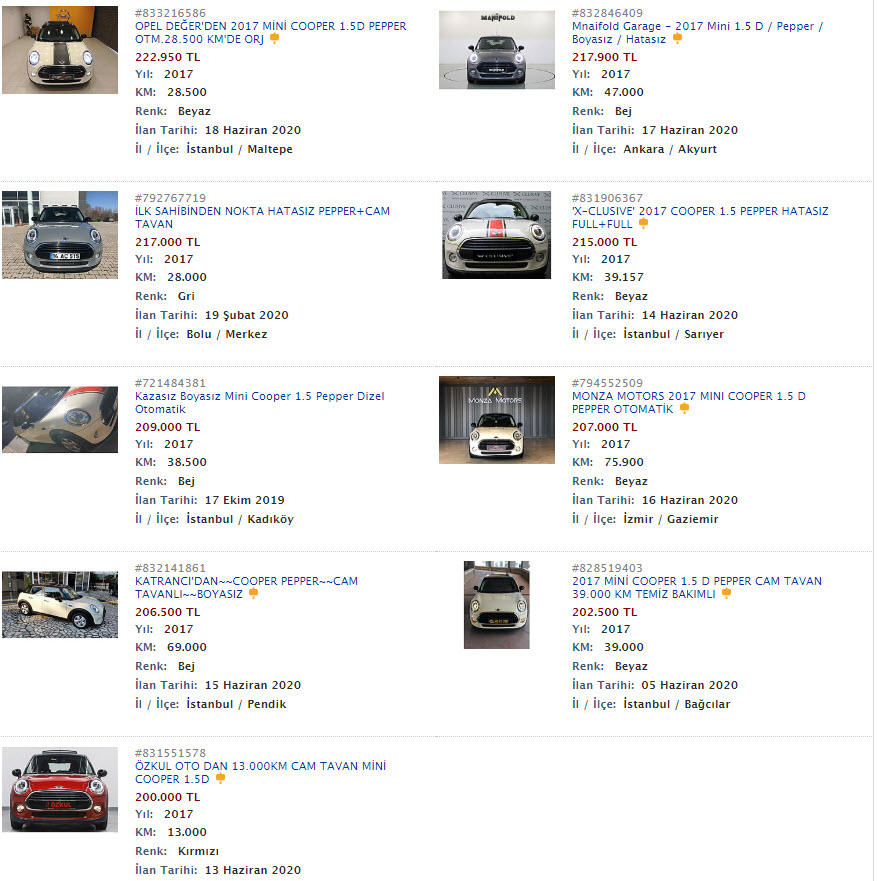 #833216586
OPEL DEĞER'DEN 2017 MİNİ COOPER 1.5D PEPPER
OTM.28.500 KM'DE ORJ
222.950 TL
Yıl: 2017
KM: 28.500
Renk: Beyaz
İlan Tarihi: 18 Haziran 2020
İl / İlçe: İstanbul / Maltepe
MANIFOLD
#832846409
Mnaifold Garage - 2017 Mini 1.5 D / Pepper /
Boyasız / Hatasız
217.900 TL
Yıl: 2017
KM: 47.000
Renk: Bej
İlan Tarihi: 17 Haziran 2020
İl / İlçe: Ankara / Akyurt
#792767719
İLK SAHİBİNDEN NOKTA HATASIZ PEPPER+CAM
TAVAN
217.000 TL
Yıl: 2017
KM: 28.000
Renk: Gri
İlan Tarihi: 19 Şubat 2020
İl / İlçe: Bolu / Merkez
#831906367
'X-CLUSIVE' 2017 COOPER 1.5 PEPPER HATASIZ
FULL+FULL
215.000 TL
Yıl: 2017
KM: 39.157
Renk: Beyaz
İlan Tarihi: 14 Haziran 2020
İl / İlçe: İstanbul / Sarıyer
#721484381
Kazasız Boyasız Mini Cooper 1.5 Pepper Dizel
Otomatik
209.000 TL
Yıl: 2017
KM: 38.500
Renk: Bej
İlan Tarihi: 17 Ekim 2019
İl / İlçe: İstanbul / Kadıköy
MONZA MOTORS
#794552509
MONZA MOTORS 2017 MINI COOPER 1.5 D
PEPPER OTOMATİK
207.000 TL
Yıl: 2017
KM: 75.900
Renk: Beyaz
İlan Tarihi: 16 Haziran 2020
İl / İlçe: İzmir / Gaziemir
#832141861
KATRANCI'DAN~~COOPER PEPPER~~CAM
TAVANLI~~BOYASIZ
206.500 TL
Yıl: 2017
KM: 69.000
Renk: Bej
İlan Tarihi: 15 Haziran 2020
İl / İlçe: İstanbul / Pendik
#828519403
2017 MİNİ COOPER 1.5 D PEPPER CAM TAVAN
39.000 KM TEMİZ BAKIMLI
202.500 TL
Yıl: 2017
KM: 39.000
Renk: Beyaz
İlan Tarihi: 05 Haziran 2020
İl / İlçe: İstanbul / Bağcılar
ÖZKUL
#831551578
ÖZKUL OTO DAN 13.000KM CAM TAVAN MİNİ
COOPER 1.5D
200.000 TL
Yıl: 2017
KM: 13.000
Renk: Kırmızı
İlan Tarihi: 13 Haziran 2020